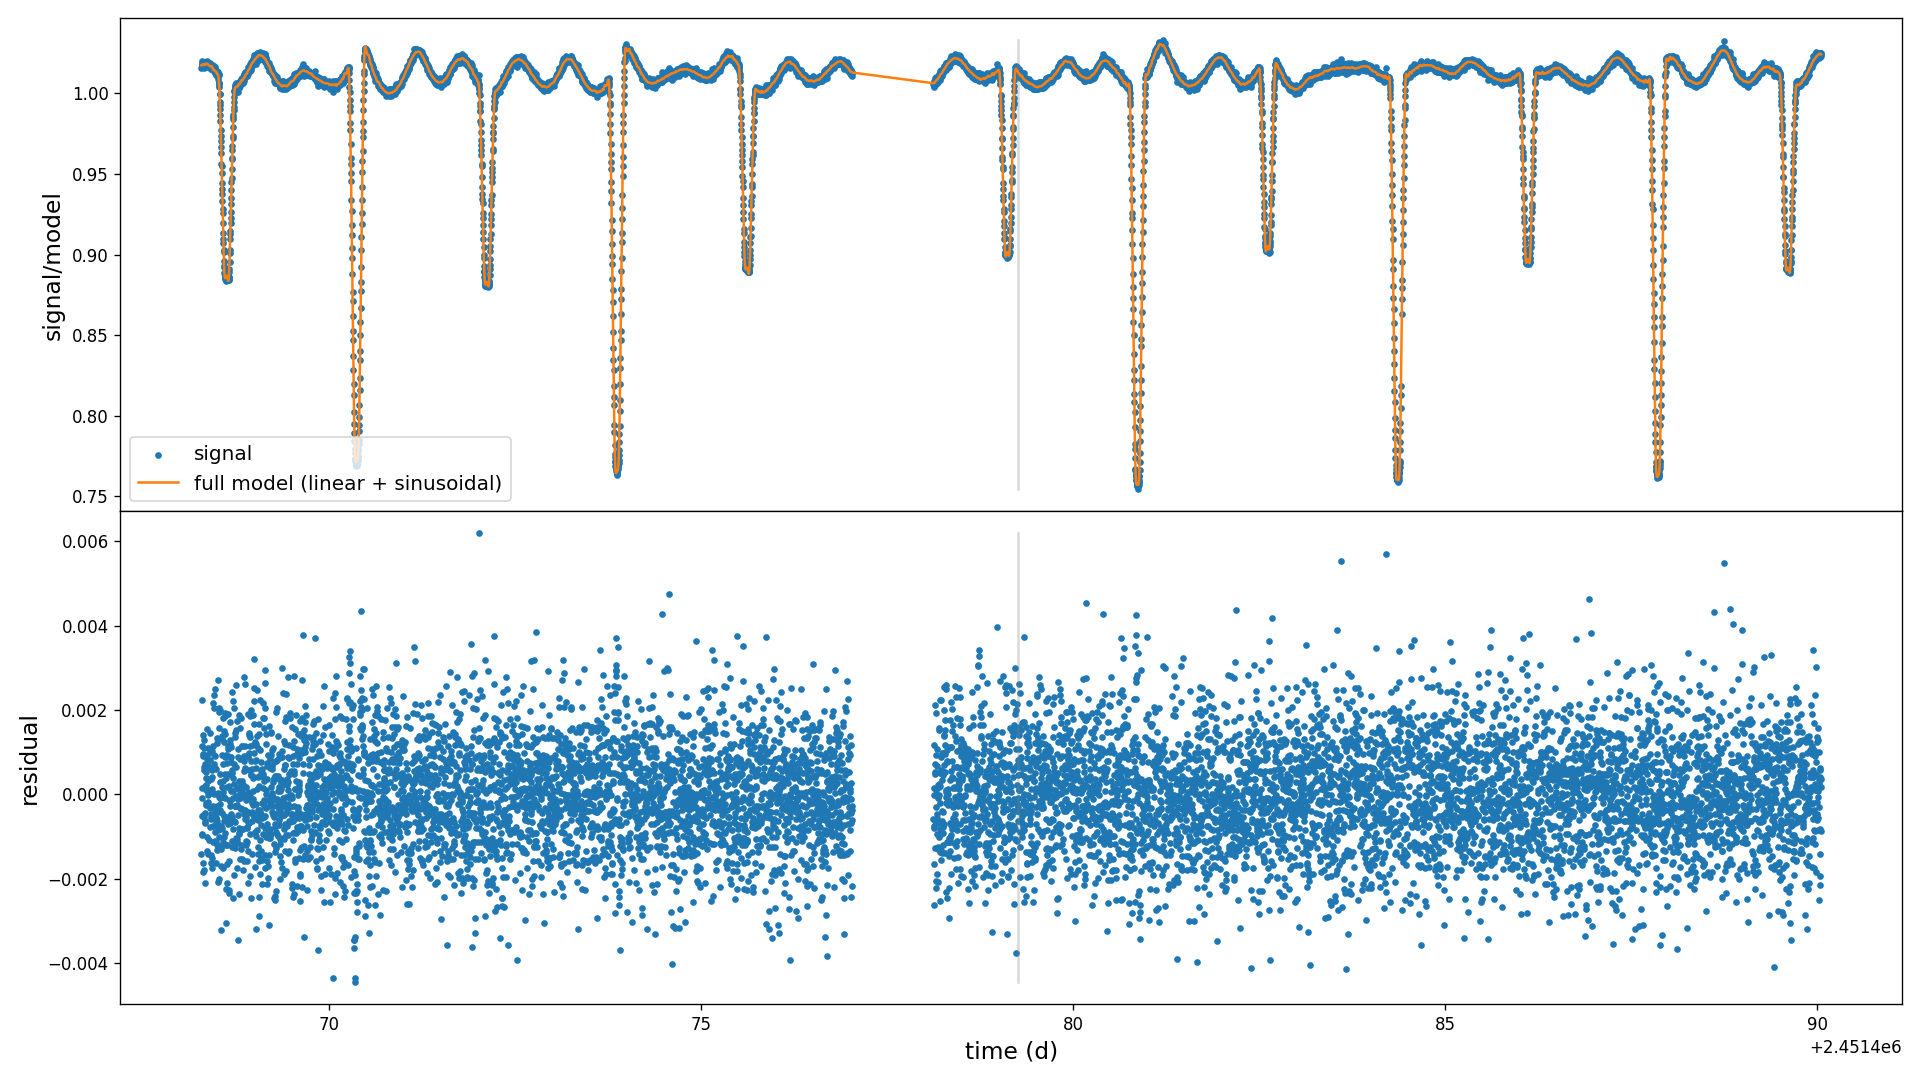 signal/model
1.00
0.95
0.90
0.85
0.80
0.75
signal
full model (linear + sinusoidal)
residual
0.006
0.004
0.002
0.000
−0.002
−0.004
70
75
80
85
90
time (d)
+2.4514e6